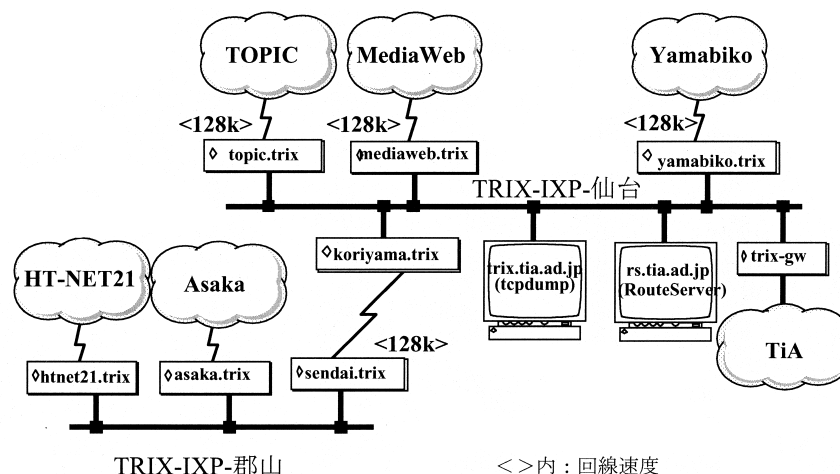 TOPIC
MediaWeb
Yamabiko
<128k>
<128k>
<128k>
topic.trix
mediaweb.trix
yamabiko.trix
TRIX-IXP-仙台
koriyama.trix
trix.tia.ad.jp
(tcpdump)
rs.tia.ad.jp
(RouteServer)
trix-gw
HT-NET21
Asaka
<128k>
TiA
htnet21.trix
asaka.trix
sendai.trix
TRIX-IXP-郡山
<>内:回線速度